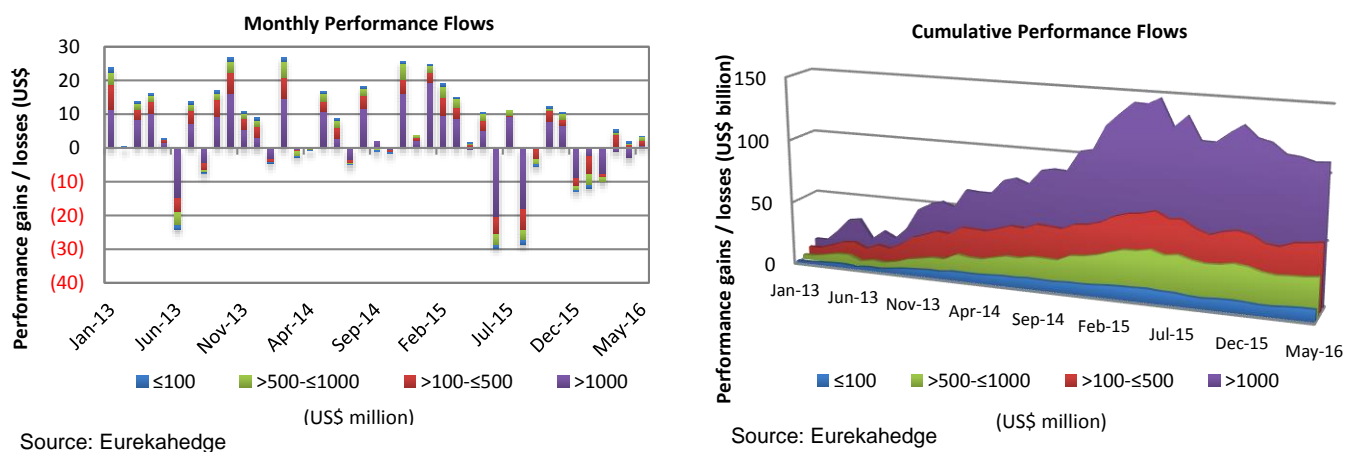 Monthly Performance Flows
Performance gains / losses (US$
30
20
10
0
(10)
(20)
(30)
(40)
Jan-13
Jun-13
Nov-13
Apr-14
Sep-14
Feb-15
Jul-15
Dec-15
May-16
≤100
>500-≤1000
>100-≤500
>1000
(US$ million)
Source: Eurekahedge
Cumulative Performance Flows
Performance gains / losses (US$ billion)
150
100
50
0
Jan-13
Jun-13
Nov-13
Apr-14
Sep-14
Feb-15
Jul-15
Dec-15
May-16
≤100
>500-≤1000
>100-≤500
>1000
(US$ million)
Source: Eurekahedge